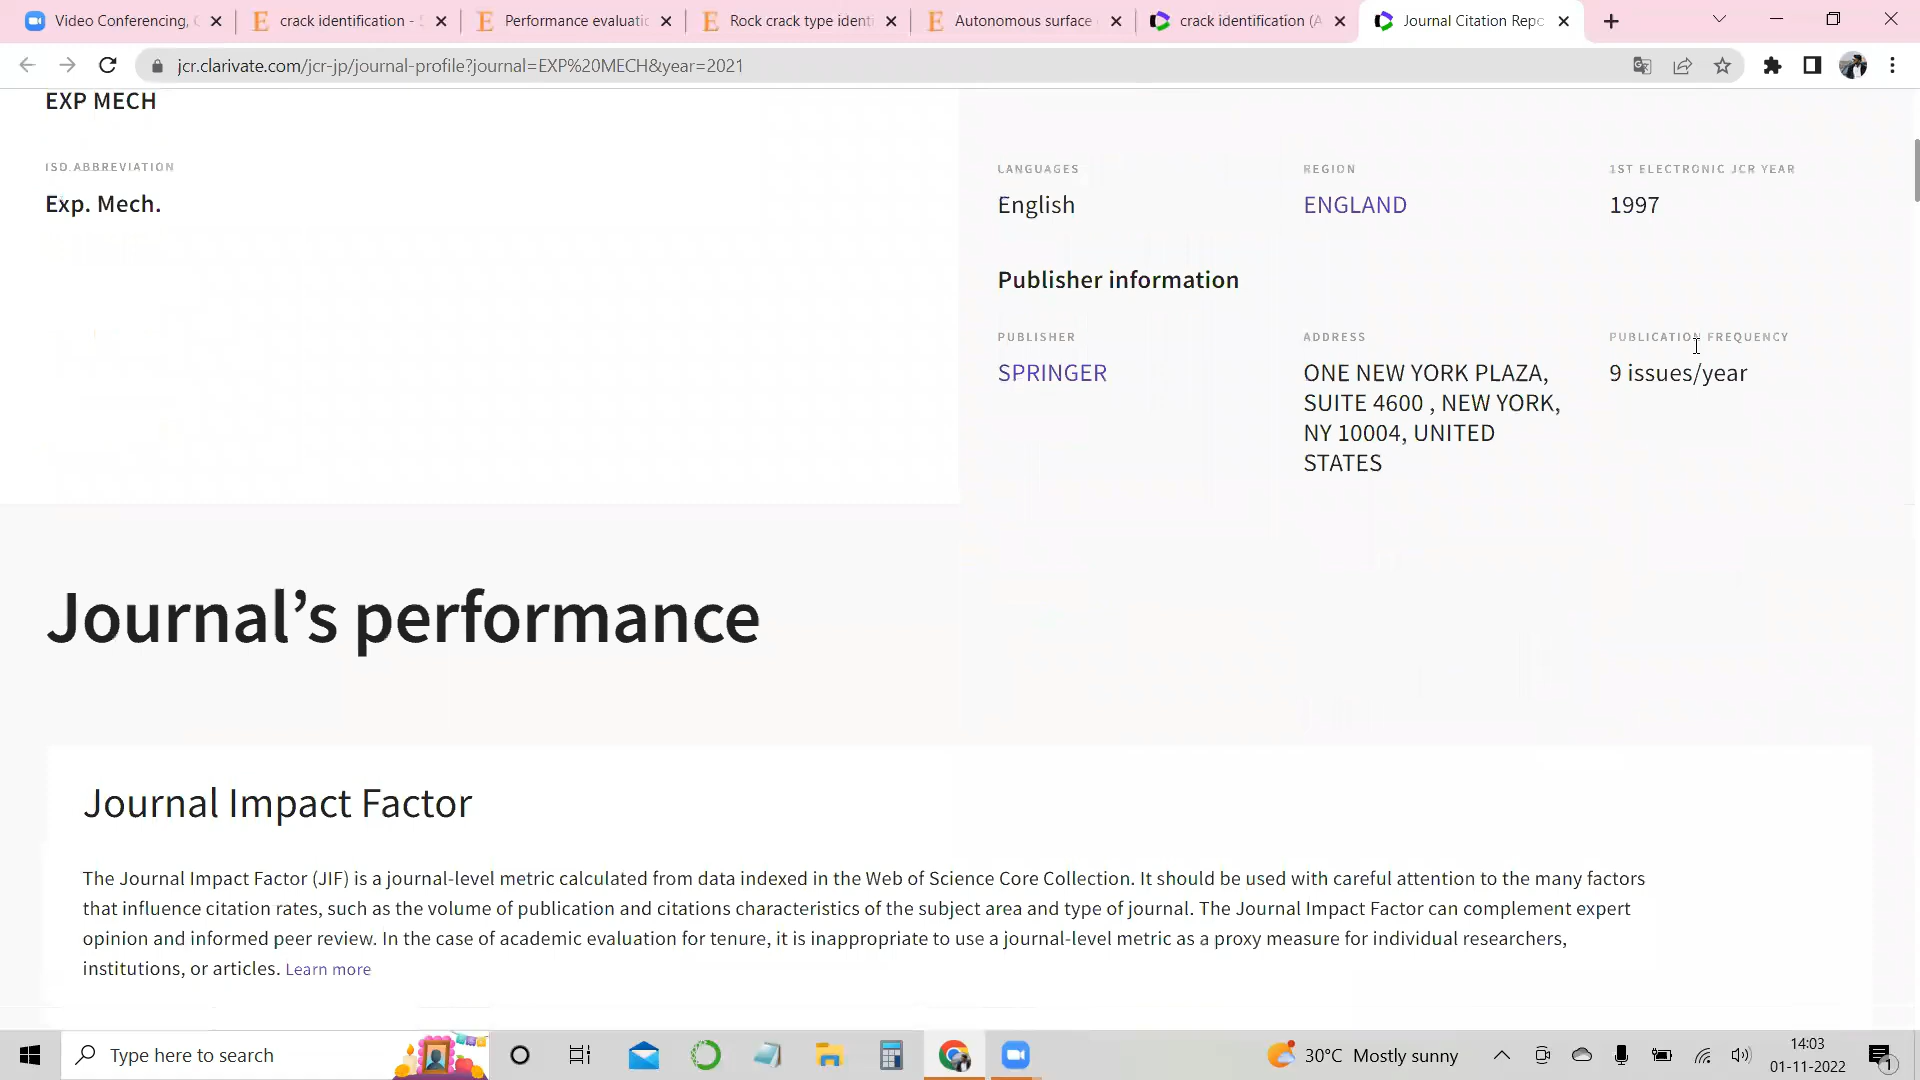 Video Conferencing, C
crack identification - S
Performance evaluatio
Rock crack type identi
Autonomous surface
crack identification (A
Journal Citation Repo
jcr.clarivate.com/jcr-jp/journal-profile?journal=EXP%20MECH&year=2021
EXP MECH
ISO ABBREVIATION
Exp. Mech.
LANGUAGES
English
REGION
ENGLAND
1ST ELECTRONIC JCR YEAR
1997
Publisher information
PUBLISHER
SPRINGER
ADDRESS
ONE NEW YORK PLAZA,
SUITE 4600 , NEW YORK,
NY 10004, UNITED
STATES
PUBLICATION FREQUENCY
9 issues/year
Journal’s performance
Journal Impact Factor
The Journal Impact Factor (JIF) is a journal-level metric calculated from data indexed in the Web of Science Core Collection. It should be used with careful attention to the many factors
that influence citation rates, such as the volume of publication and citations characteristics of the subject area and type of journal. The Journal Impact Factor can complement expert
opinion and informed peer review. In the case of academic evaluation for tenure, it is inappropriate to use a journal-level metric as a proxy measure for individual researchers,
institutions, or articles. Learn more
Type here to search
30°C Mostly sunny
14:03
01-11-2022
1